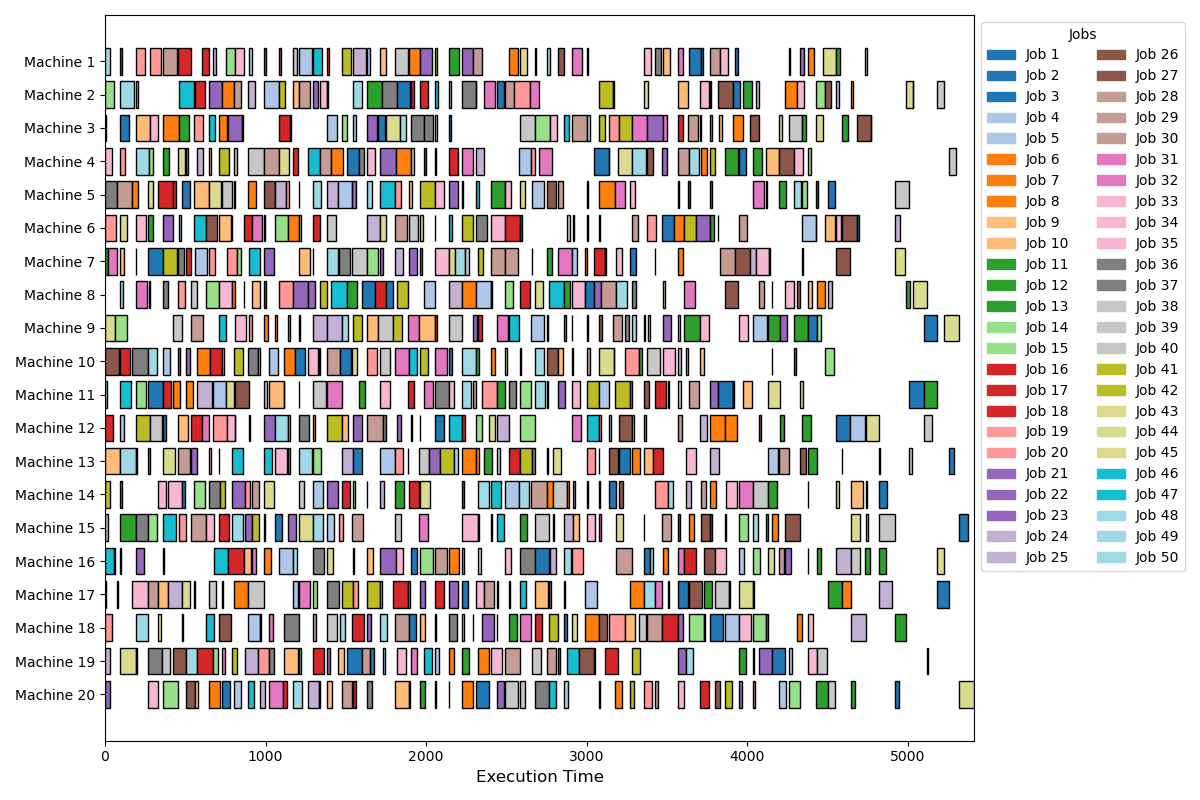 Machine 1
Machine 2
Machine 3
Machine 4
Machine 5
Machine 6
Machine 7
Machine 8
Machine 9
Machine 10
Machine 11
Machine 12
Machine 13
Machine 14
Machine 15
Machine 16
Machine 17
Machine 18
Machine 19
Machine 20
0 1000 2000 3000 4000 5000
Execution Time
Jobs
Job 1
Job 2
Job 3
Job 4
Job 5
Job 6
Job 7
Job 8
Job 9
Job 10
Job 11
Job 12
Job 13
Job 14
Job 15
Job 16
Job 17
Job 18
Job 19
Job 20
Job 21
Job 22
Job 23
Job 24
Job 25
Job 26
Job 27
Job 28
Job 29
Job 30
Job 31
Job 32
Job 33
Job 34
Job 35
Job 36
Job 37
Job 38
Job 39
Job 40
Job 41
Job 42
Job 43
Job 44
Job 45
Job 46
Job 47
Job 48
Job 49
Job 50